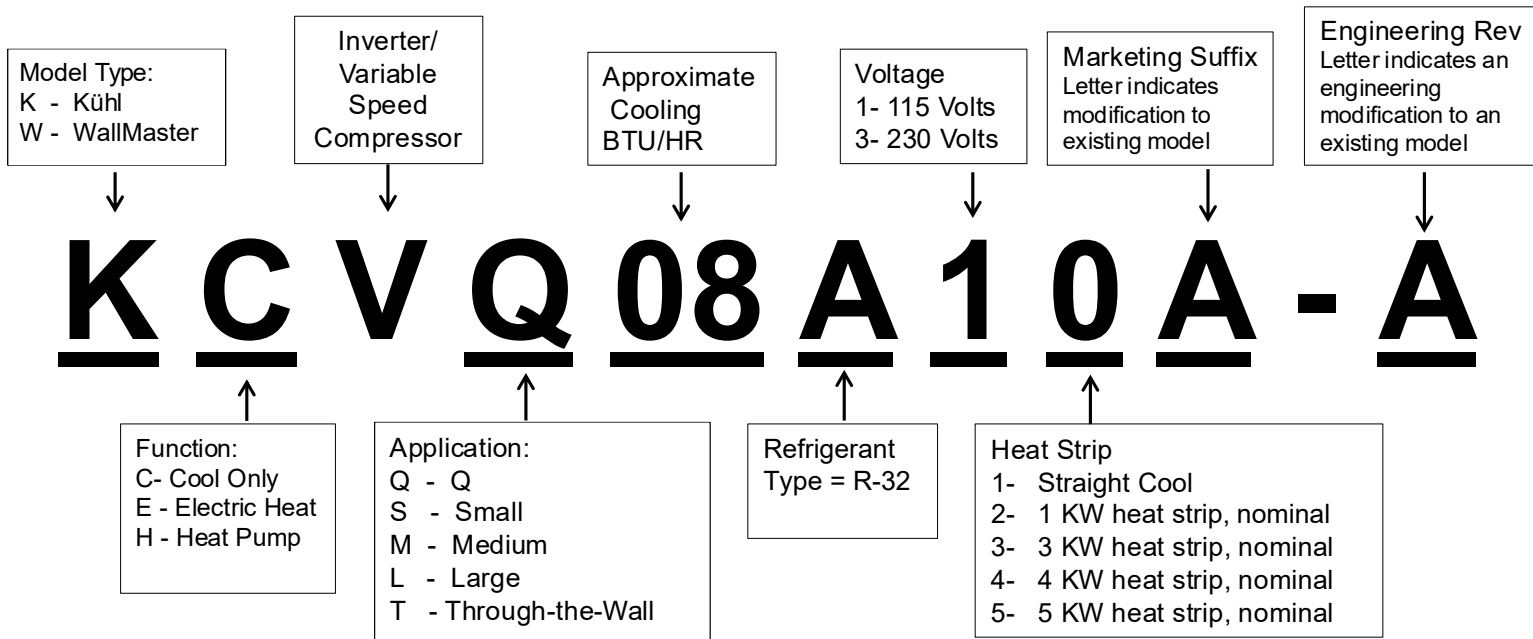 Model Type:
K - Kühl
W - WallMaster
Inverter/
Variable
Speed
Compressor
Approximate
Cooling
BTU/HR
Voltage
1- 115 Volts
3- 230 Volts
Marketing Suffix
Letter indicates
modification to
existing model
Engineering Rev
Letter indicates an
engineering
modification to an
existing model
KCVQ08A10A-A
Function:
C- Cool Only
E - Electric Heat
H - Heat Pump
Application:
Q - Q
S - Small
M - Medium
L - Large
T - Through-the-Wall
Refrigerant
Type = R-32
Heat Strip
1- Straight Cool
2- 1 KW heat strip, nominal
3- 3 KW heat strip, nominal
4- 4 KW heat strip, nominal
5- 5 KW heat strip, nominal